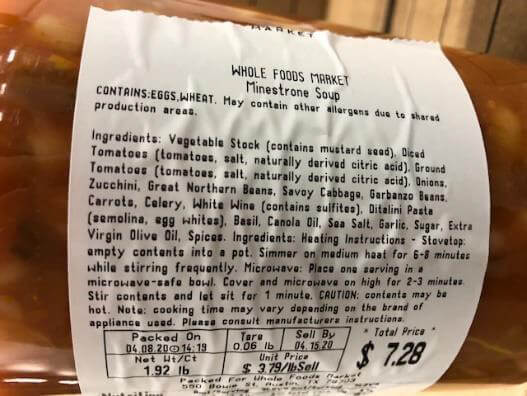 MARKET
WHOLE FOODS MARKET
Minestrone Soup
CONTAINS:EGGS,WHEAT. May contain other allergens due to shared
production areas.
Ingredients: Vegetable Stock (contains mustard seed), Diced
Tomatoes (tomatoes, salt, naturally derived citric acid), Ground
Tomatoes (tomatoes, salt, naturally derived citric acid), Onions,
Zucchini, Great Northern Beans, Savoy Cabbage, Garbanzo Beans,
Carrots, Celery, White Wine (contains sulfites), Ditalini Pasta
(semolina, egg whites), Basil, Canola Oil, Sea Salt, Garlic, Sugar, Extra
Virgin Olive Oil, Spices. Ingredients: Heating Instructions - Stovetop:
empty contents into a pot. Simmer on medium heat for 6-8 minutes
while stirring frequently. Microwave: Place one serving in a
microwave-safe bowl. Cover and microwave on high for 2-3 minutes.
Stir contents and let sit for 1 minute. CAUTION: contents may be
hot. Note: cooking time may vary depending on the brand of
appliance used. Please consult manufacturers instructions.
Packed On Tare Sell By * Total Price *
04.08.20@14:19 0.06 lb 04.15.20
Net Wt/Ct Unit Price $ 7.28
1.92 lb $ 3.79/lbSell
Packed For Whole Foods Market
550 Bowie St. Austin, TX
Nutrition